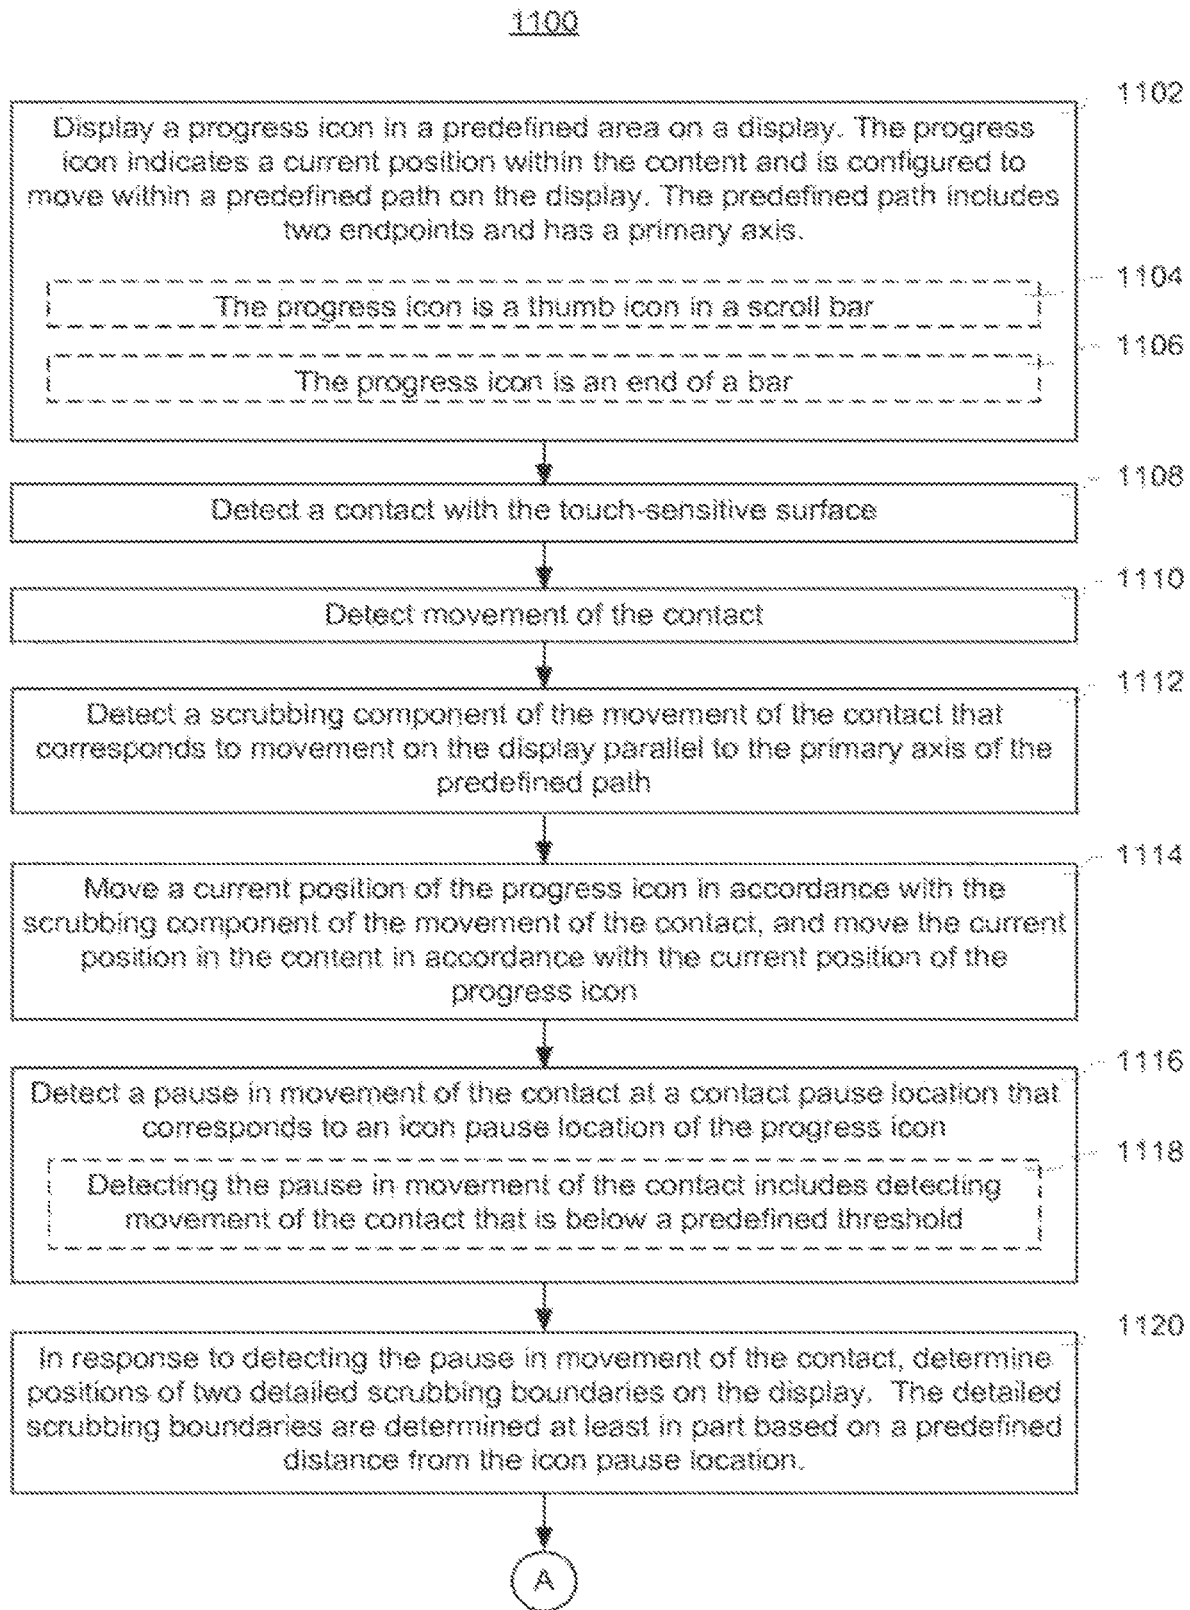 1100
1102
Display a progress icon in a predefined area on a display. The progress
icon indicates a current position within the content and is configured to
move within a predefined path on the display. The predefined path includes
two endpoints and has a primary axis.
1104
The progress icon is a thumb icon in a scroll bar
1106
The progress icon is an end of a bar
1108
Detect a contact with the touch-sensitive surface
1110
Detect movement of the contact
1112
Detect a scrubbing component of the movement of the contact that
corresponds to movement on the display parallel to the primary axis of the
predefined path
1114
Move a current position of the progress icon in accordance with the
scrubbing component of the movement of the contact, and move the current
position in the content in accordance with the current position of the
progress icon
1116
Detect a pause in movement of the contact at a contact pause location that
corresponds to an icon pause location of the progress icon
1118
Detecting the pause in movement of the contact includes detecting
movement of the contact that is below a predefined threshold
1120
In response to detecting the pause in movement of the contact, determine
positions of two detailed scrubbing boundaries on the display. The detailed
scrubbing boundaries are determined at least in part based on a predefined
distance from the icon pause location.
A